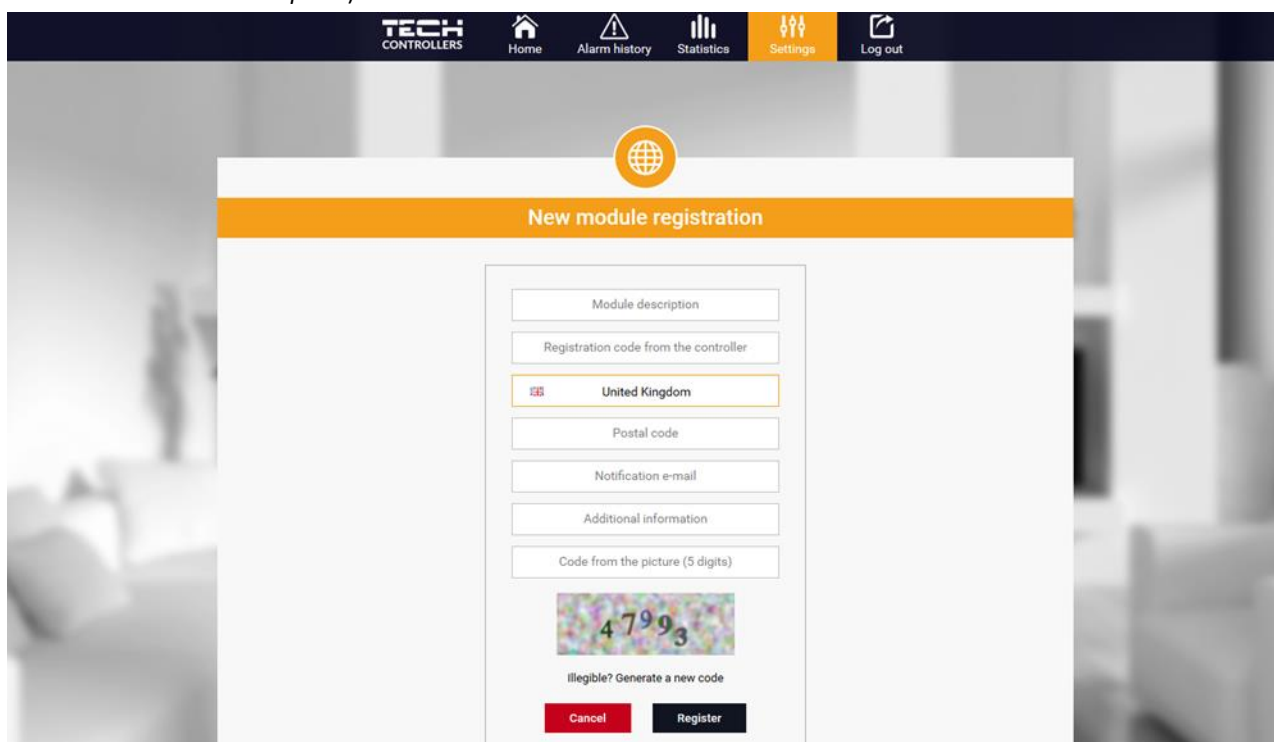 TECH
CONTROLLERS
Home
Alarm history
Statistics
Settings
Log out
New module registration
Module description
Registration code from the controller
United Kingdom
Postal code
Notification e-mail
Additional information
Code from the picture (5 digits)
47993
Illegible? Generate a new code
Cancel
Register